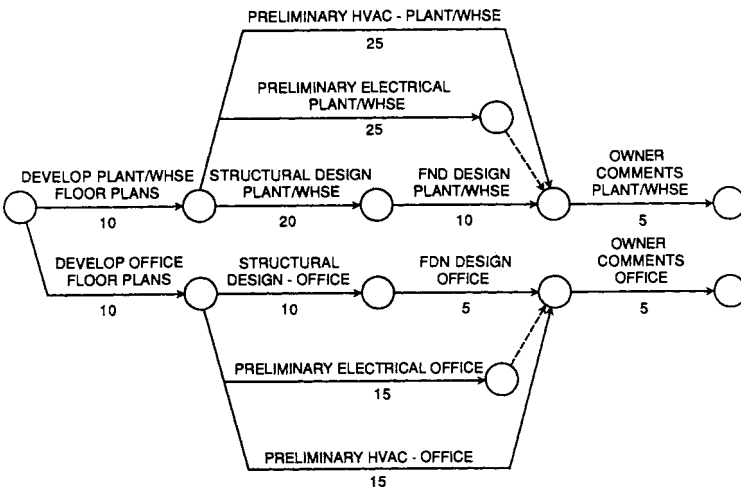 PRELIMINARY HVAC - PLANT/WHSE
25
PRELIMINARY ELECTRICAL
PLANT/WHSE
25
DEVELOP PLANT/WHSE
FLOOR PLANS
10
STRUCTURAL DESIGN
PLANT/WHSE
20
FND DESIGN
PLANT/WHSE
10
OWNER
COMMENTS
PLANT/WHSE
5
DEVELOP OFFICE
FLOOR PLANS
10
STRUCTURAL
DESIGN - OFFICE
10
FDN DESIGN
OFFICE
5
OWNER
COMMENTS
OFFICE
5
PRELIMINARY ELECTRICAL OFFICE
15
PRELIMINARY HVAC - OFFICE
15